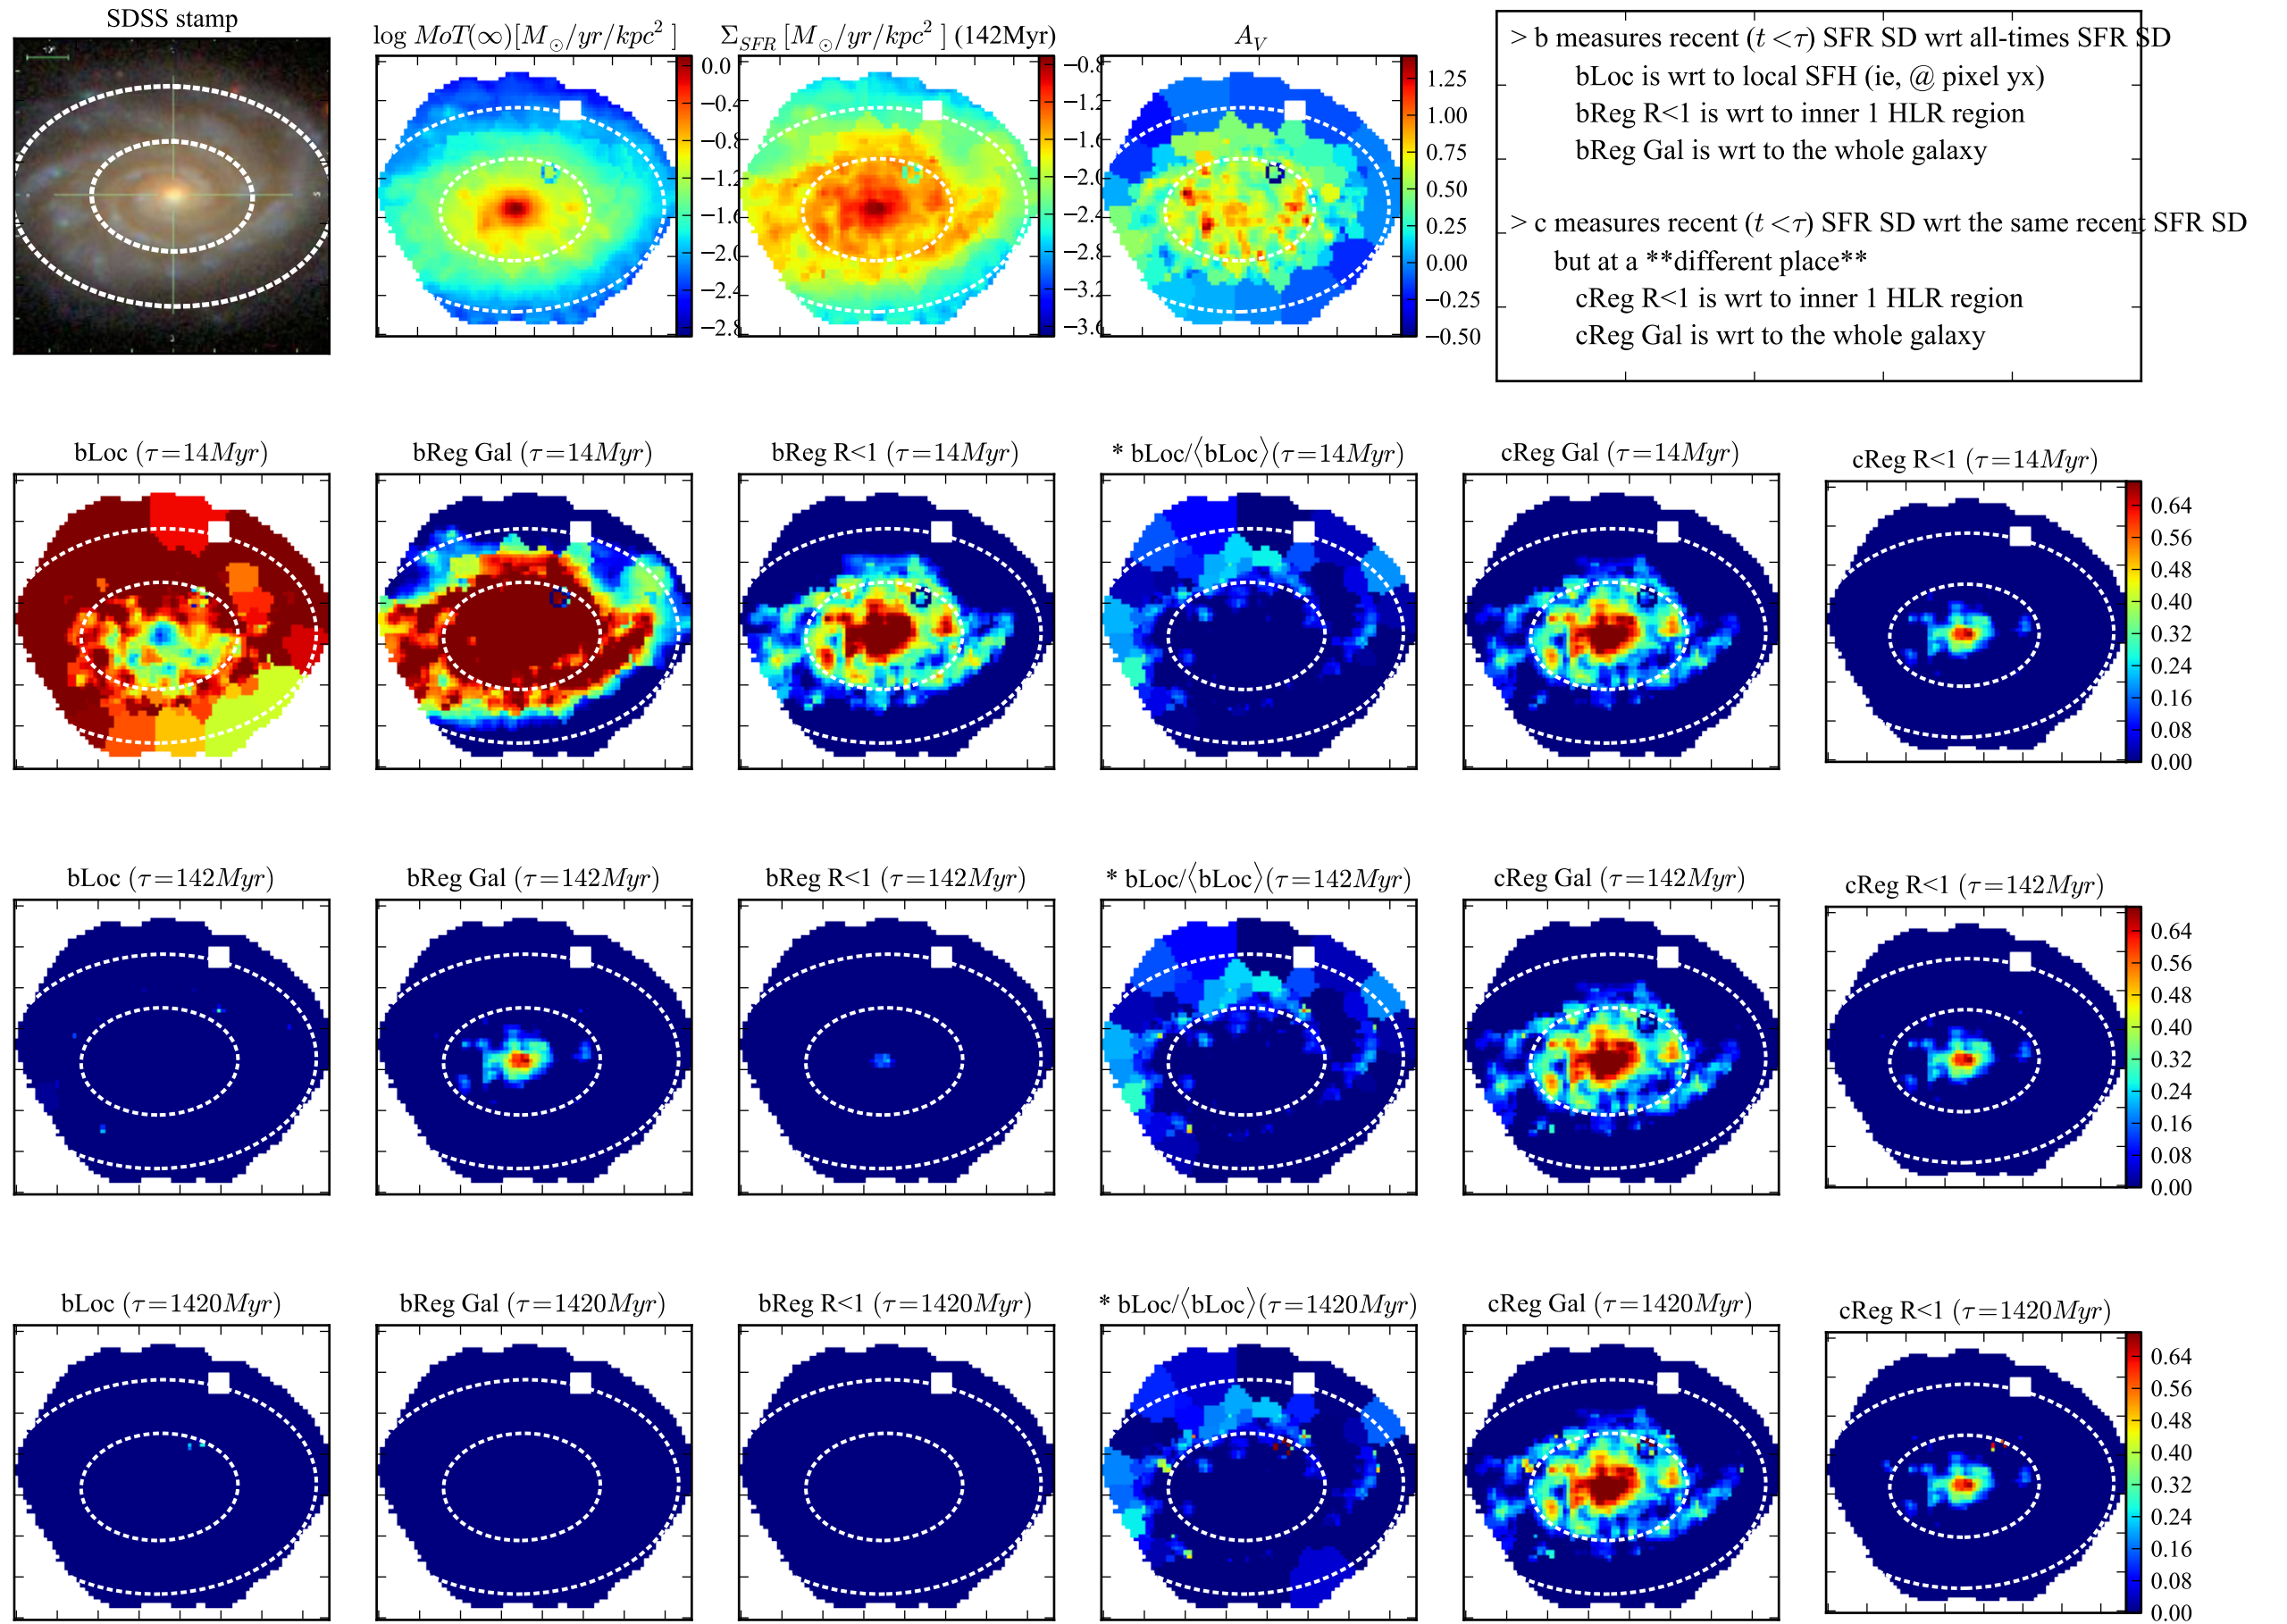 SDSS stamp
log MoT(∞)[M☉/yr/kpc²]
Σ_SFR [M☉/yr/kpc²] (142Myr)
A_V
0.0
−0.4
−0.8
−1.2
−1.6
−2.0
−2.4
−2.8
−0.8
−1.2
−1.6
−2.0
−2.4
−2.8
−3.2
−3.6
1.25
1.00
0.75
0.50
0.25
0.00
−0.25
−0.50
> b measures recent (t<τ) SFR SD wrt all-times SFR SD
bLoc is wrt to local SFH (ie, @ pixel yx)
bReg R<1 is wrt to inner 1 HLR region
bReg Gal is wrt to the whole galaxy
> c measures recent (t<τ) SFR SD wrt the same recent SFR SD
but at a **different place**
cReg R<1 is wrt to inner 1 HLR region
cReg Gal is wrt to the whole galaxy
bLoc (τ=14Myr)
bReg Gal (τ=14Myr)
bReg R<1 (τ=14Myr)
* bLoc/⟨bLoc⟩(τ=14Myr)
cReg Gal (τ=14Myr)
cReg R<1 (τ=14Myr)
0.64
0.56
0.48
0.40
0.32
0.24
0.16
0.08
0.00
bLoc (τ=142Myr)
bReg Gal (τ=142Myr)
bReg R<1 (τ=142Myr)
* bLoc/⟨bLoc⟩(τ=142Myr)
cReg Gal (τ=142Myr)
cReg R<1 (τ=142Myr)
0.64
0.56
0.48
0.40
0.32
0.24
0.16
0.08
0.00
bLoc (τ=1420Myr)
bReg Gal (τ=1420Myr)
bReg R<1 (τ=1420Myr)
* bLoc/⟨bLoc⟩(τ=1420Myr)
cReg Gal (τ=1420Myr)
cReg R<1 (τ=1420Myr)
0.64
0.56
0.48
0.40
0.32
0.24
0.16
0.08
0.00